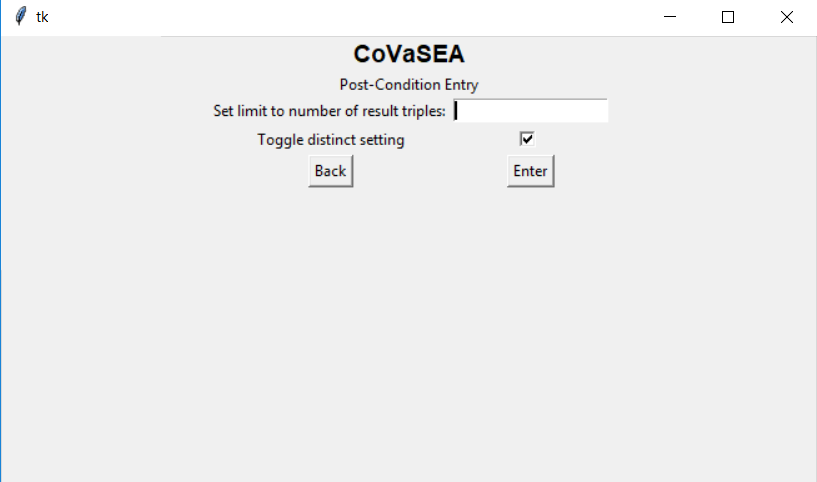 tk
CoVaSEA
Post-Condition Entry
Set limit to number of result triples:
Toggle distinct setting
Back Enter